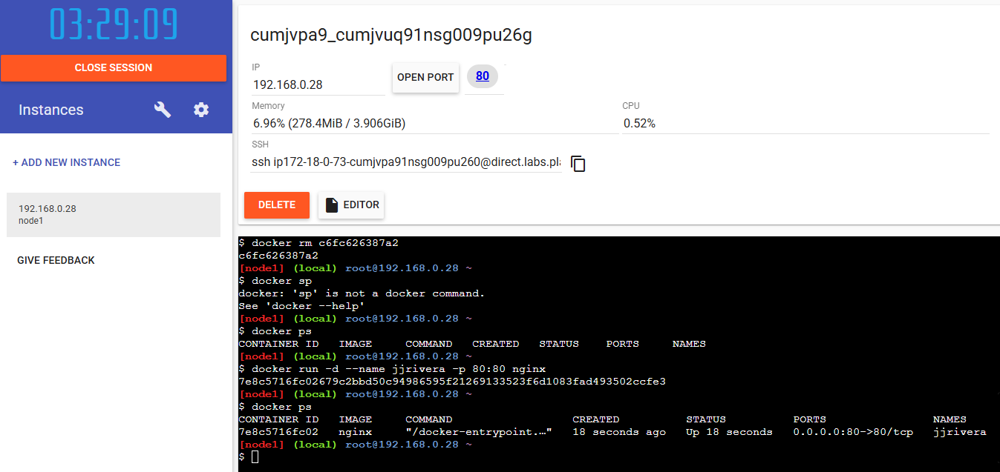 03:29:09
CLOSE SESSION
Instances
+ ADD NEW INSTANCE
192.168.0.28
node1
GIVE FEEDBACK
cumjvpa9_cumjvuq91nsg009pu26g
IP
192.168.0.28
OPEN PORT
80
Memory
6.96% (278.4MiB / 3.906GiB)
CPU
0.52%
SSH
ssh ip172-18-0-73-cumjvpa91nsg009pu260@direct.labs.pla
DELETE
EDITOR
$ docker rm c6fc626387a2
c6fc626387a2
[node1] (local) root@192.168.0.28 ~
$ docker sp
docker: 'sp' is not a docker command.
See 'docker --help'
[node1] (local) root@192.168.0.28 ~
$ docker ps
CONTAINER ID   IMAGE     COMMAND   CREATED   STATUS    PORTS     NAMES
[node1] (local) root@192.168.0.28 ~
$ docker run -d --name jjrivera -p 80:80 nginx
7e8c5716fc02679c2bbd50c94986595f21269133523f6d1083fad493502ccfe3
[node1] (local) root@192.168.0.28 ~
$ docker ps
CONTAINER ID   IMAGE     COMMAND                  CREATED          STATUS          PORTS                NAMES
7e8c5716fc02   nginx     "/docker-entrypoint.…"   18 seconds ago   Up 18 seconds   0.0.0.0:80->80/tcp   jjrivera
[node1] (local) root@192.168.0.28 ~
$